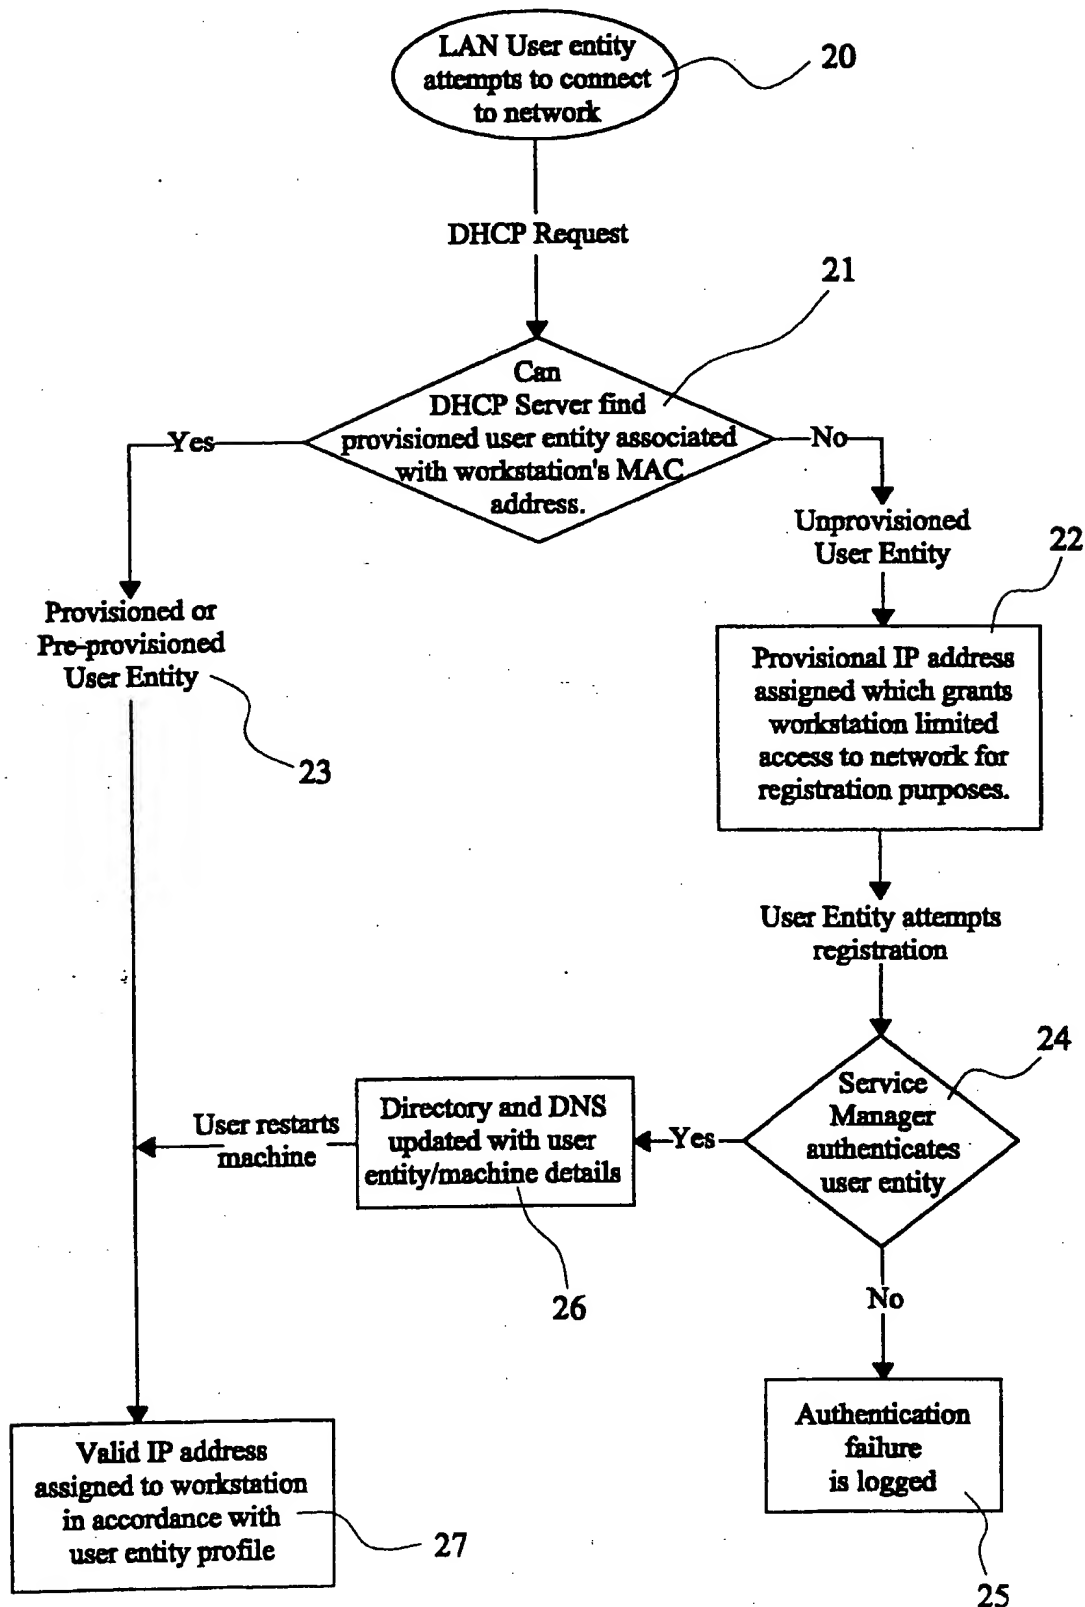 LAN User entity
attempts to connect
to network
20
DHCP Request
21
Can
DHCP Server find
provisioned user entity associated
with workstation's MAC
address.
Yes
No
Unprovisioned
User Entity
22
Provisioned or
Pre-provisioned
User Entity
23
Provisional IP address
assigned which grants
workstation limited
access to network for
registration purposes.
User Entity attempts
registration
24
Service
Manager
authenticates
user entity
Yes
Directory and DNS
updated with user
entity/machine details
26
User restarts
machine
No
Authentication
failure
is logged
25
Valid IP address
assigned to workstation
in accordance with
user entity profile
27